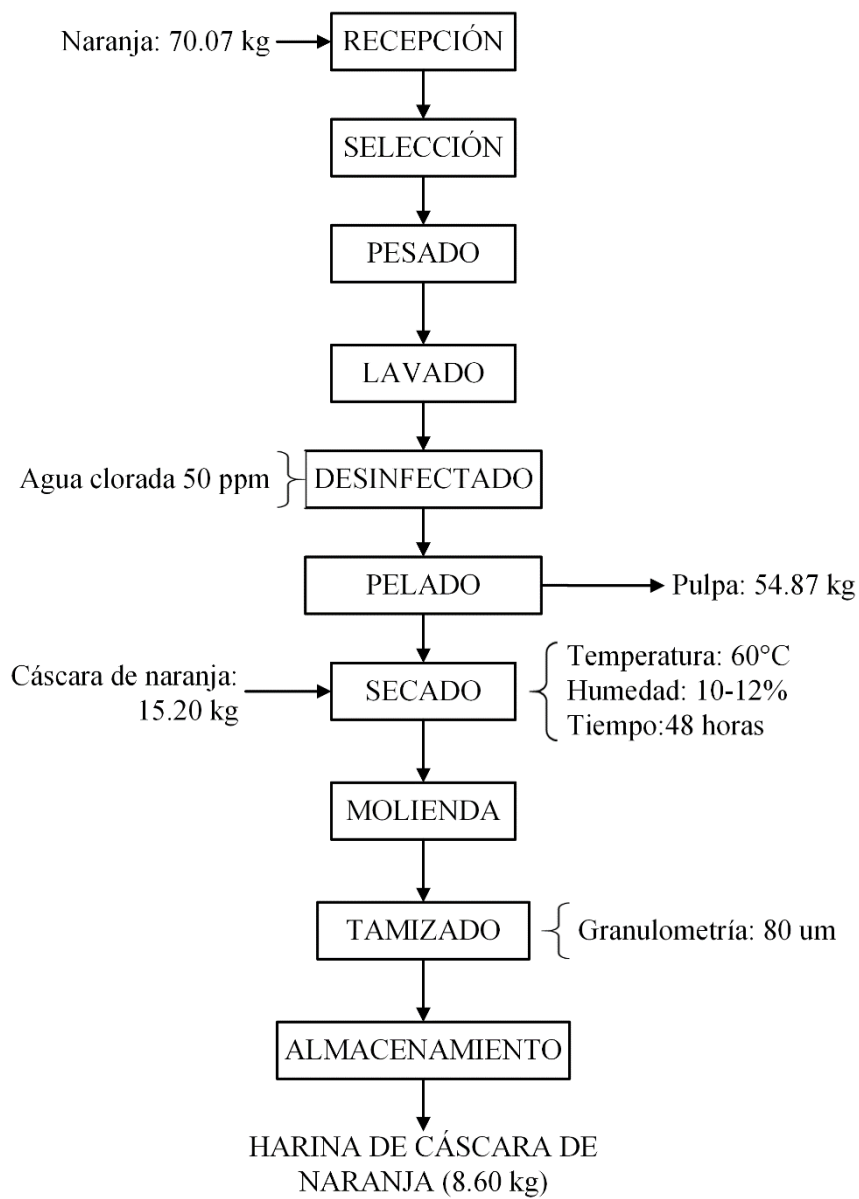 Naranja: 70.07 kg
RECEPCIÓN
SELECCIÓN
PESADO
LAVADO
Agua clorada 50 ppm
DESINFECTADO
PELADO
Pulpa: 54.87 kg
Cáscara de naranja:
15.20 kg
SECADO
Temperatura: 60°C
Humedad: 10-12%
Tiempo:48 horas
MOLIENDA
TAMIZADO
Granulometría: 80 um
ALMACENAMIENTO
HARINA DE CÁSCARA DE
NARANJA (8.60 kg)